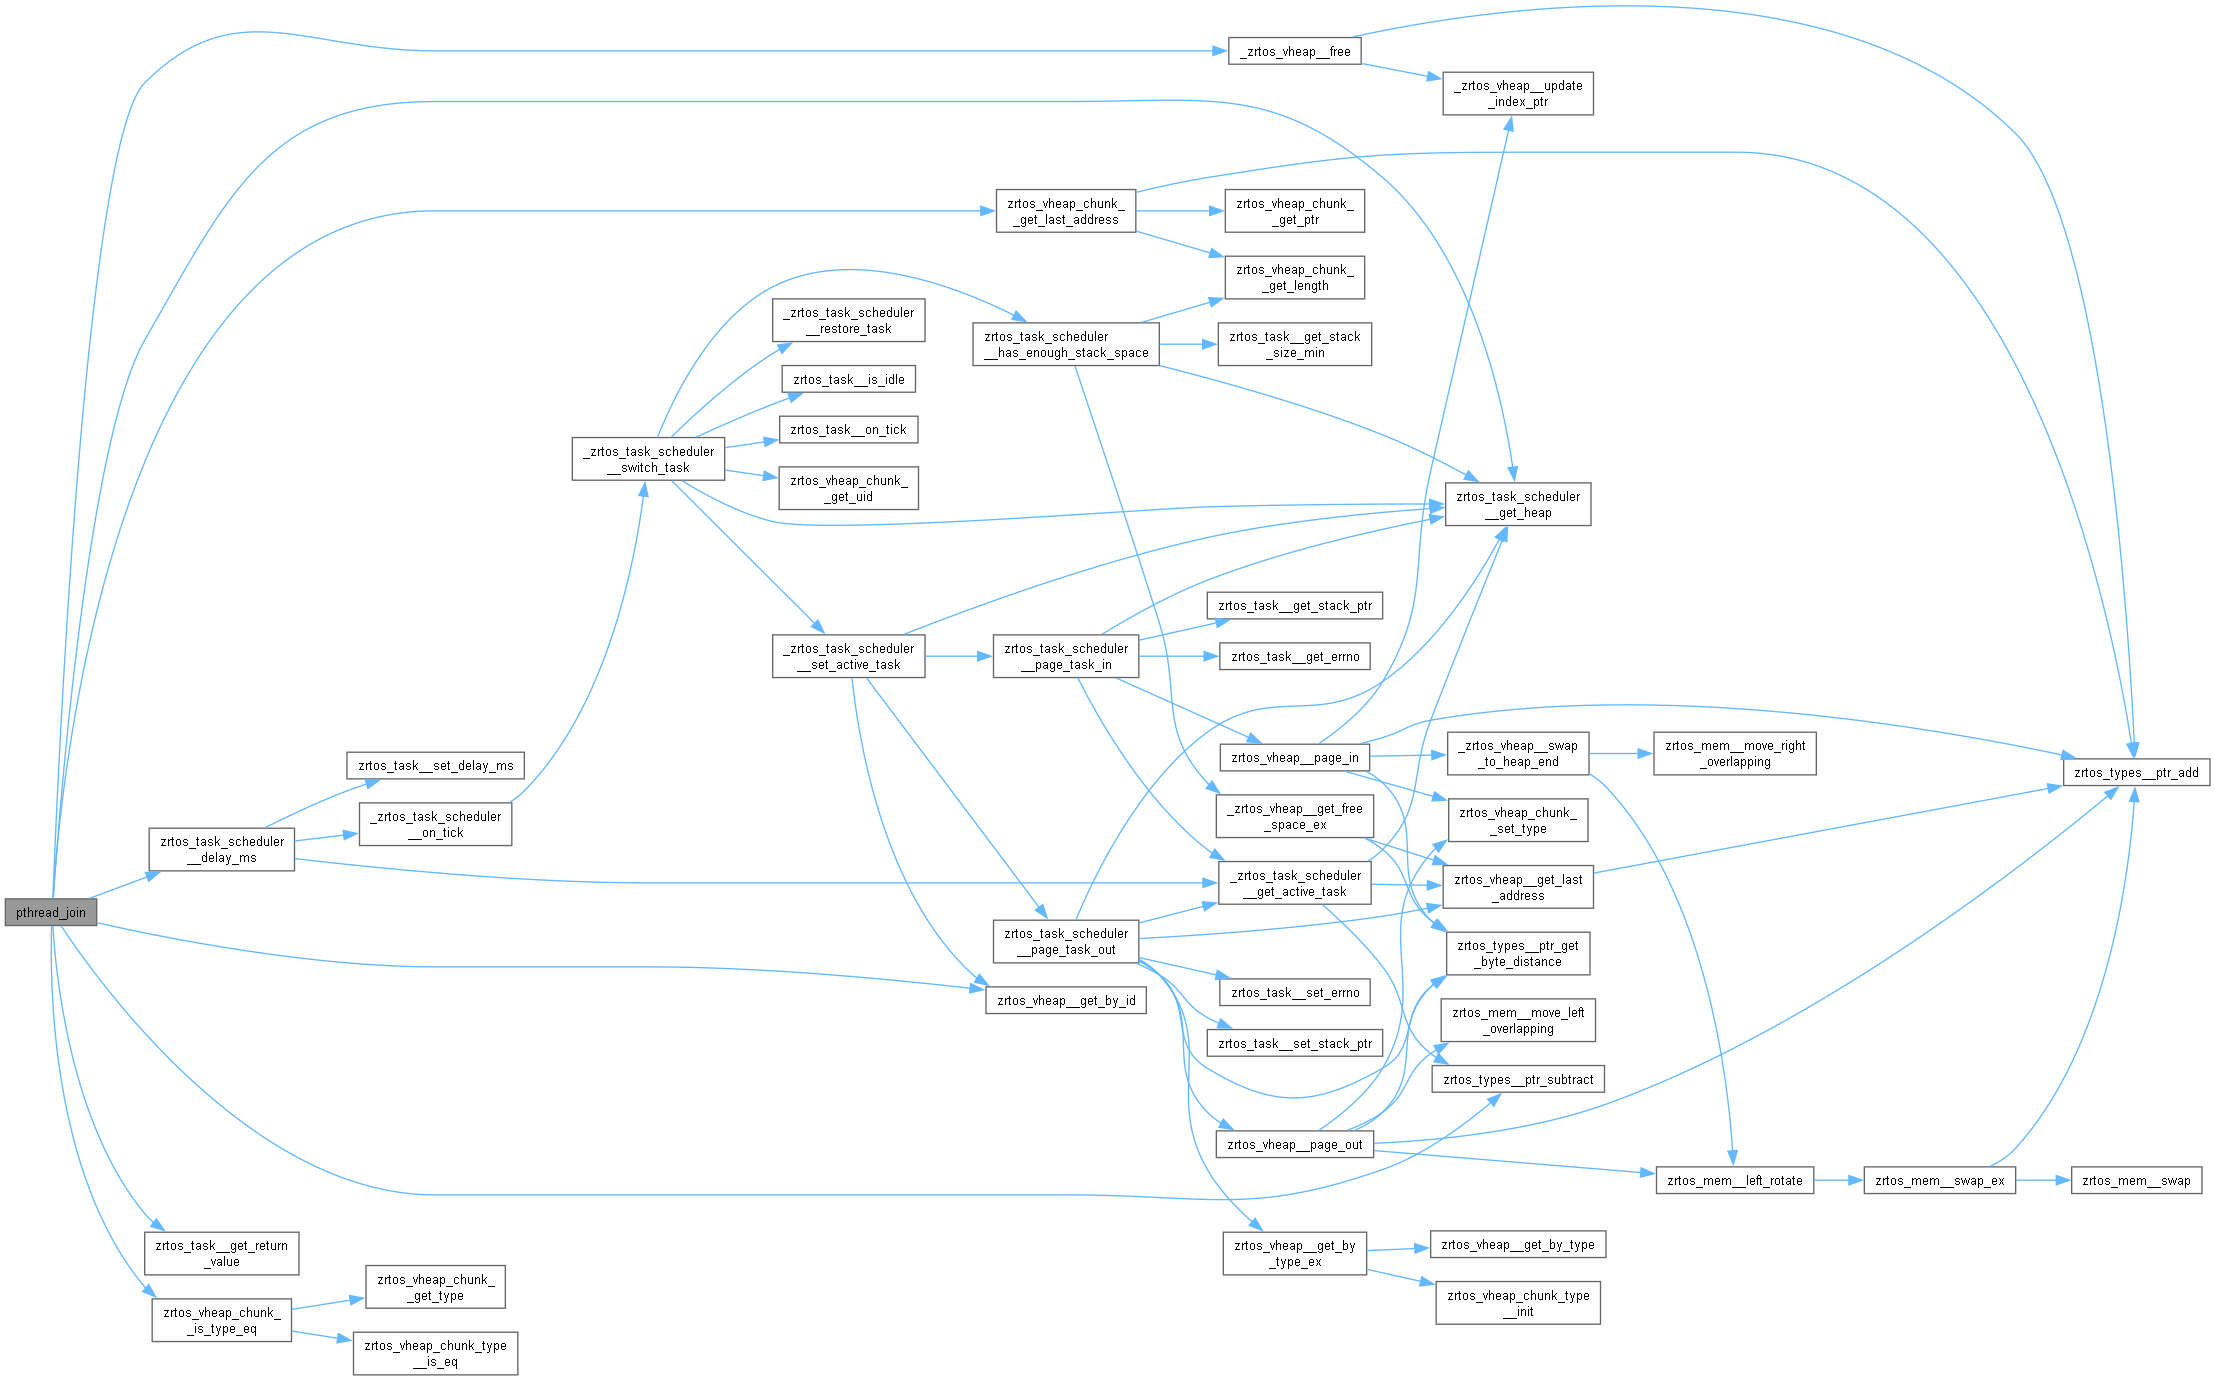 _zrtos_vheap__free
_zrtos_vheap__update
_index_ptr
zrtos_vheap_chunk_
_get_last_address
zrtos_vheap_chunk_
_get_ptr
zrtos_vheap_chunk_
_get_length
_zrtos_task_scheduler
__restore_task
zrtos_task_scheduler
__has_enough_stack_space
zrtos_task__get_stack
_size_min
zrtos_task__is_idle
zrtos_task__on_tick
_zrtos_task_scheduler
__switch_task
zrtos_vheap_chunk_
_get_uid
zrtos_task_scheduler
__get_heap
zrtos_task__get_stack_ptr
_zrtos_task_scheduler
__set_active_task
zrtos_task_scheduler
__page_task_in
zrtos_task__get_errno
zrtos_vheap__page_in
_zrtos_vheap__swap
_to_heap_end
zrtos_mem__move_right
_overlapping
zrtos_types__ptr_add
zrtos_task__set_delay_ms
_zrtos_task_scheduler
__on_tick
_zrtos_vheap__get_free
_space_ex
zrtos_vheap_chunk_
_set_type
zrtos_task_scheduler
__delay_ms
_zrtos_task_scheduler
__get_active_task
zrtos_vheap__get_last
_address
pthread_join
zrtos_task_scheduler
__page_task_out
zrtos_types__ptr_get
_byte_distance
zrtos_vheap__get_by_id
zrtos_task__set_errno
zrtos_mem__move_left
_overlapping
zrtos_task__set_stack_ptr
zrtos_types__ptr_subtract
zrtos_vheap__page_out
zrtos_mem__left_rotate
zrtos_mem__swap_ex
zrtos_mem__swap
zrtos_task__get_return
_value
zrtos_vheap__get_by
_type_ex
zrtos_vheap__get_by_type
zrtos_vheap_chunk_
_get_type
zrtos_vheap_chunk_type
__init
zrtos_vheap_chunk_
_is_type_eq
zrtos_vheap_chunk_type
__is_eq